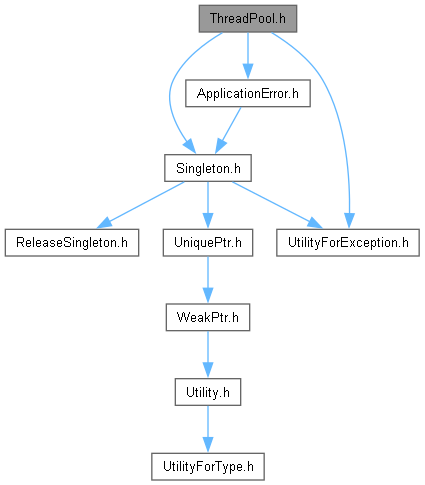 ThreadPool.h
ApplicationError.h
Singleton.h
ReleaseSingleton.h
UniquePtr.h
UtilityForException.h
WeakPtr.h
Utility.h
UtilityForType.h